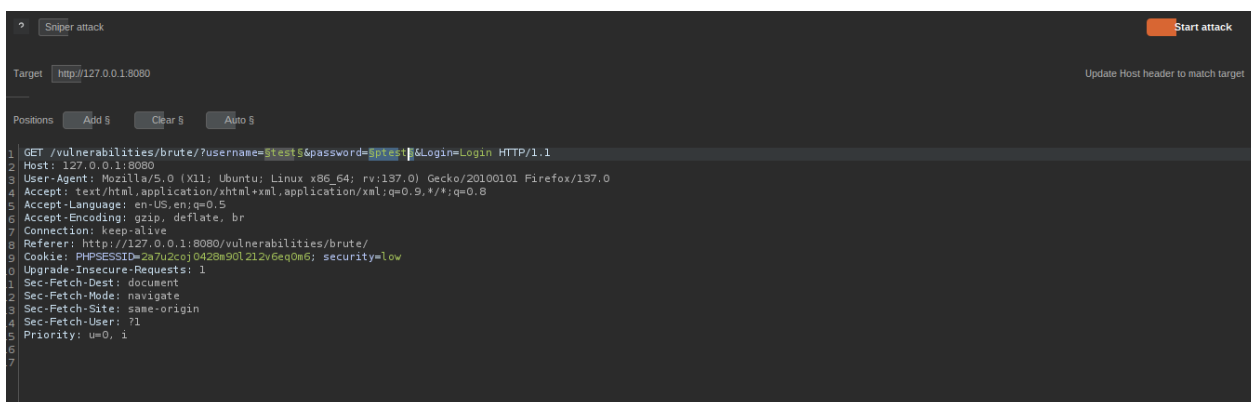 ? Sniper attack Start attack
Target http://127.0.0.1:8080 Update Host header to match target
Positions Add § Clear § Auto §
1 GET /vulnerabilities/brute/?username=§test§&password=§ptest§&Login=Login HTTP/1.1
2 Host: 127.0.0.1:8080
3 User-Agent: Mozilla/5.0 (X11; Ubuntu; Linux x86_64; rv:137.0) Gecko/20100101 Firefox/137.0
4 Accept: text/html,application/xhtml+xml,application/xml;q=0.9,*/*;q=0.8
5 Accept-Language: en-US,en;q=0.5
6 Accept-Encoding: gzip, deflate, br
7 Connection: keep-alive
8 Referer: http://127.0.0.1:8080/vulnerabilities/brute/
9 Cookie: PHPSESSID=2a7u2coj0428m90l212v6eq0m6; security=low
0 Upgrade-Insecure-Requests: 1
1 Sec-Fetch-Dest: document
2 Sec-Fetch-Mode: navigate
3 Sec-Fetch-Site: same-origin
4 Sec-Fetch-User: ?1
5 Priority: u=0, i
6
7